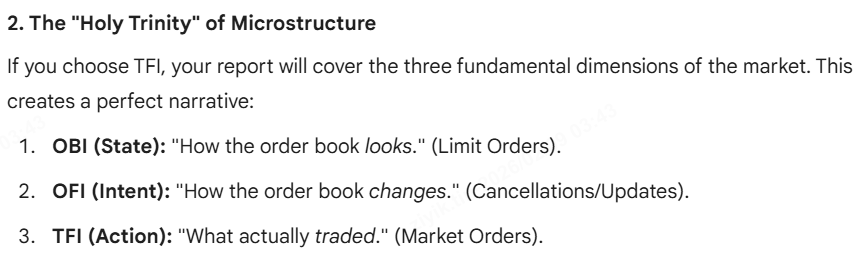 2. The "Holy Trinity" of Microstructure
If you choose TFI, your report will cover the three fundamental dimensions of the market. This
creates a perfect narrative:
1. OBI (State): "How the order book looks." (Limit Orders).
2. OFI (Intent): "How the order book changes." (Cancellations/Updates).
3. TFI (Action): "What actually traded." (Market Orders).